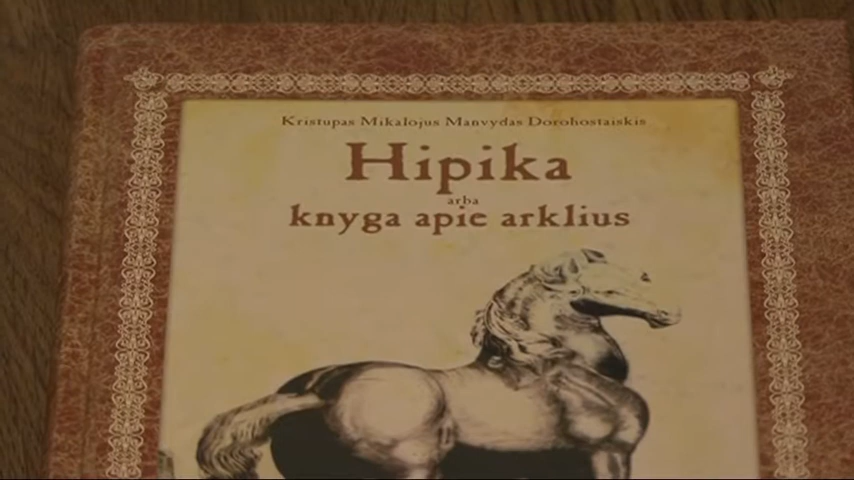 Kristupas Mikalojus Manvydas Dorohostaiskis
Hipika
arba
knyga apie arklius